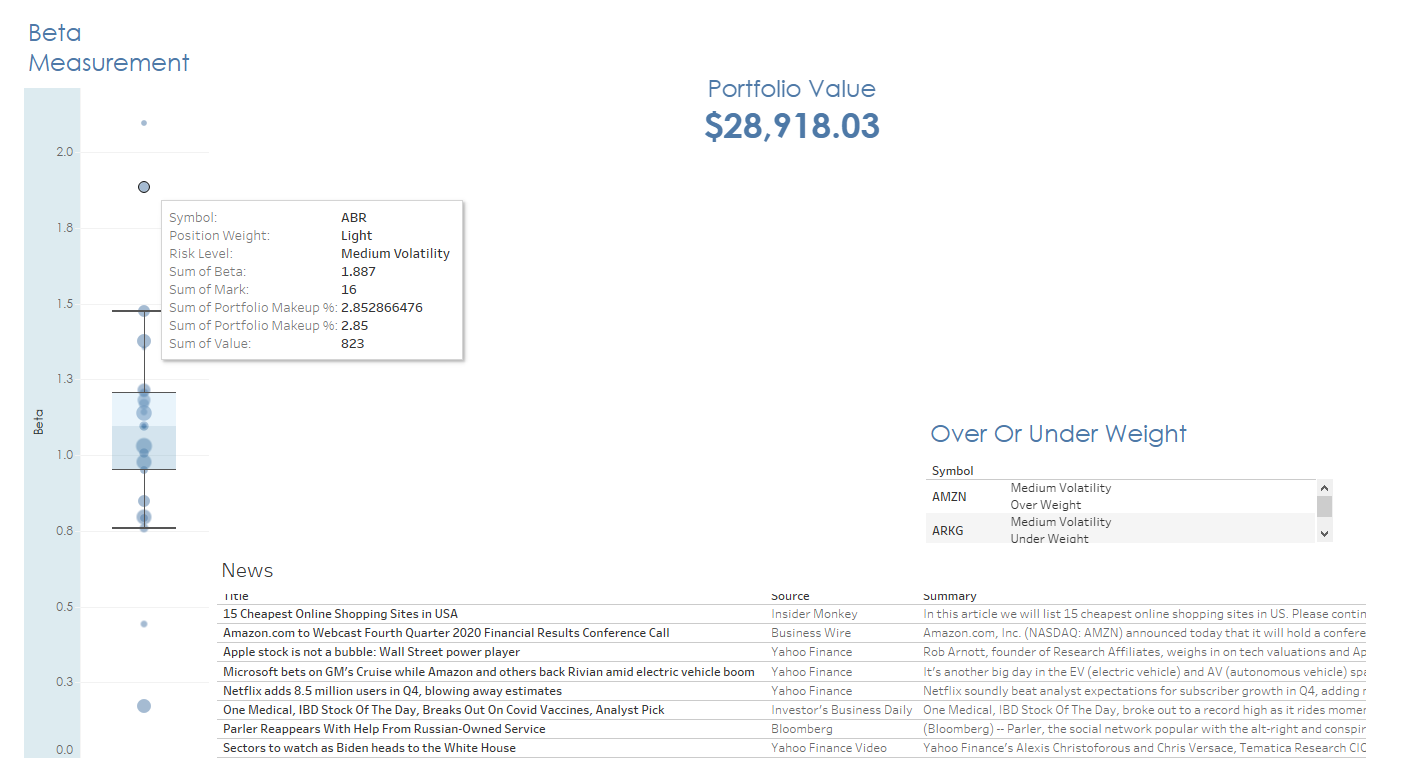 Beta
Measurement
Portfolio Value
$28,918.03
2.0
1.8
1.5
1.3
1.0
0.8
0.5
0.3
0.0
Beta
Symbol: ABR
Position Weight: Light
Risk Level: Medium Volatility
Sum of Beta: 1.887
Sum of Mark: 16
Sum of Portfolio Makeup %: 2.852866476
Sum of Portfolio Makeup %: 2.85
Sum of Value: 823
Over Or Under Weight
Symbol
AMZN Medium Volatility
Over Weight
ARKG Medium Volatility
Under Weight
News
Title Source Summary
15 Cheapest Online Shopping Sites in USA Insider Monkey In this article we will list 15 cheapest online shopping sites in US. Please contin
Amazon.com to Webcast Fourth Quarter 2020 Financial Results Conference Call Business Wire Amazon.com, Inc. (NASDAQ: AMZN) announced today that it will hold a confere
Apple stock is not a bubble: Wall Street power player Yahoo Finance Rob Arnott, founder of Research Affiliates, weighs in on tech valuations and Ap
Microsoft bets on GM's Cruise while Amazon and others back Rivian amid electric vehicle boom Yahoo Finance It's another big day in the EV (electric vehicle) and AV (autonomous vehicle) spa
Netflix adds 8.5 million users in Q4, blowing away estimates Yahoo Finance Netflix soundly beat analyst expectations for subscriber growth in Q4, adding
One Medical, IBD Stock Of The Day, Breaks Out On Covid Vaccines, Analyst Pick Investor's Business Daily One Medical, IBD Stock Of The Day, broke out to a record high as it rides momen
Parler Reappears With Help From Russian-Owned Service Bloomberg (Bloomberg) -- Parler, the social network popular with the alt-right and conspir
Sectors to watch as Biden heads to the White House Yahoo Finance Video Yahoo Finance's Alexis Christoforous and Chris Versace, Tematica Research CIO